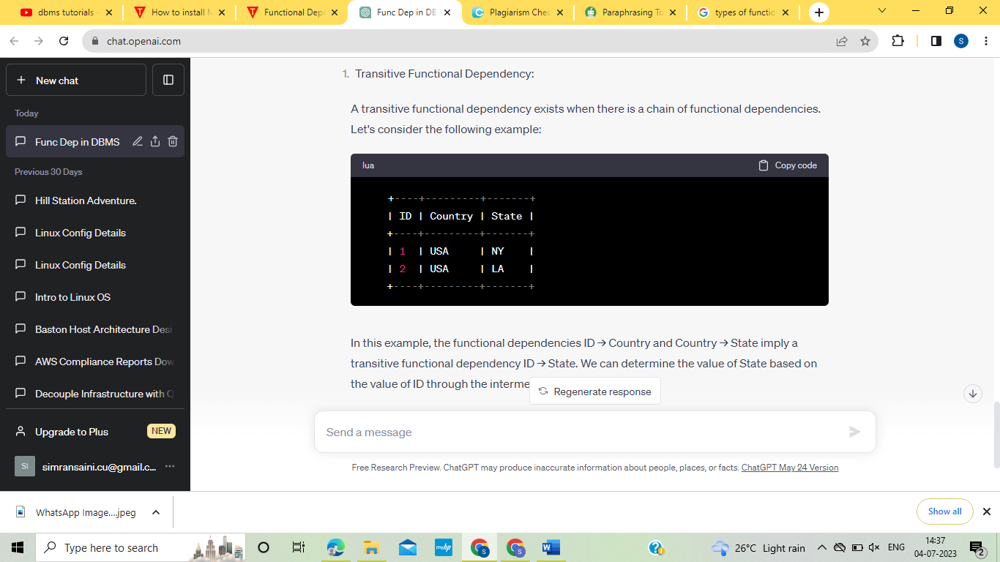 dbms tutorials -
How to install M
Functional Depe
Func Dep in DB
Plagiarism Chec
Paraphrasing To
types of functio
chat.openai.com
S
New chat
Today
Func Dep in DBMS
Previous 30 Days
Hill Station Adventure.
Linux Config Details
Linux Config Details
Intro to Linux OS
Baston Host Architecture Desi
AWS Compliance Reports Dow
Decouple Infrastructure with Q
Upgrade to Plus NEW
SI simransaini.cu@gmail.c...
1. Transitive Functional Dependency:
A transitive functional dependency exists when there is a chain of functional dependencies.
Let's consider the following example:
lua Copy code
+----+---------+-------+
| ID | Country | State |
+----+---------+-------+
| 1 | USA | NY |
| 2 | USA | LA |
+----+---------+-------+
In this example, the functional dependencies ID → Country and Country → State imply a
transitive functional dependency ID → State. We can determine the value of State based on
the value of ID through the interme
Regenerate response
Send a message
Free Research Preview. ChatGPT may produce inaccurate information about people, places, or facts. ChatGPT May 24 Version
WhatsApp Image....jpeg
Show all
Type here to search
myhp
S
S
W
26°C Light rain
ENG
14:37
04-07-2023
2